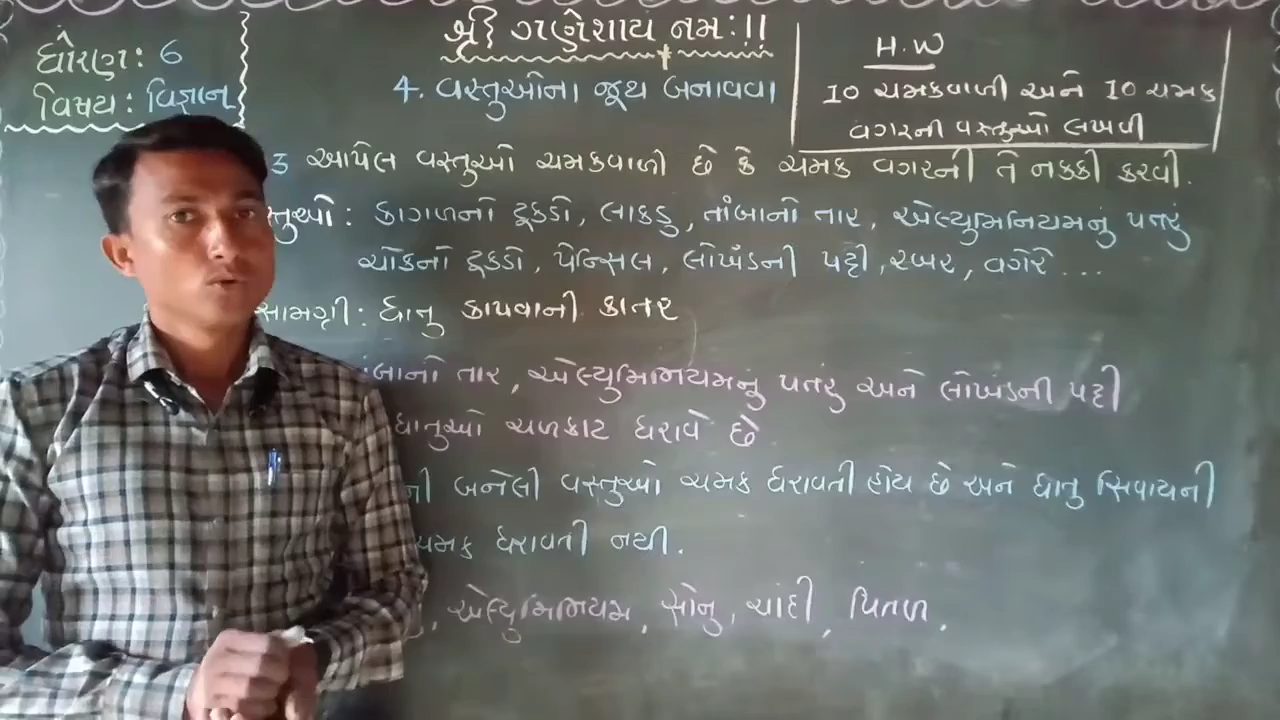 શ્રી ગણેશાય નમઃ!!
ધોરણ: 6
વિષય: વિજ્ઞાન
4. વસ્તુઓના જૂથ બનાવવા
H.W
10 ચમકવાળી અને 10 ચમક
વગરની વસ્તુઓ લખવી
3 આપેલ વસ્તુઓ ચમકવાળી છે કે ચમક વગરની તે નક્કી કરવી.
સ્તુઓ: કાગળનો ટૂકડો, લાકડુ, તાંબાનો તાર, એલ્યુમિનિયમનું પતરું
ચોકનો ટૂકડો, પેન્સિલ, લોખંડની પટ્ટી, રબર, વગેરે...
સામગ્રી: ધાતુ કાપવાની કાતર
બાનો તાર, એલ્યુમિનિયમનું પતરું અને લોખંડની પટ્ટી
ધાતુઓ ચળકાટ ધરાવે છે
ની બનેલી વસ્તુઓ ચમક ધરાવતી હોય છે અને ધાતુ સિવાયની
ચમક ધરાવતી નથી.
, એલ્યુમિનિયમ, સોનુ, ચાંદી, પિતળ.